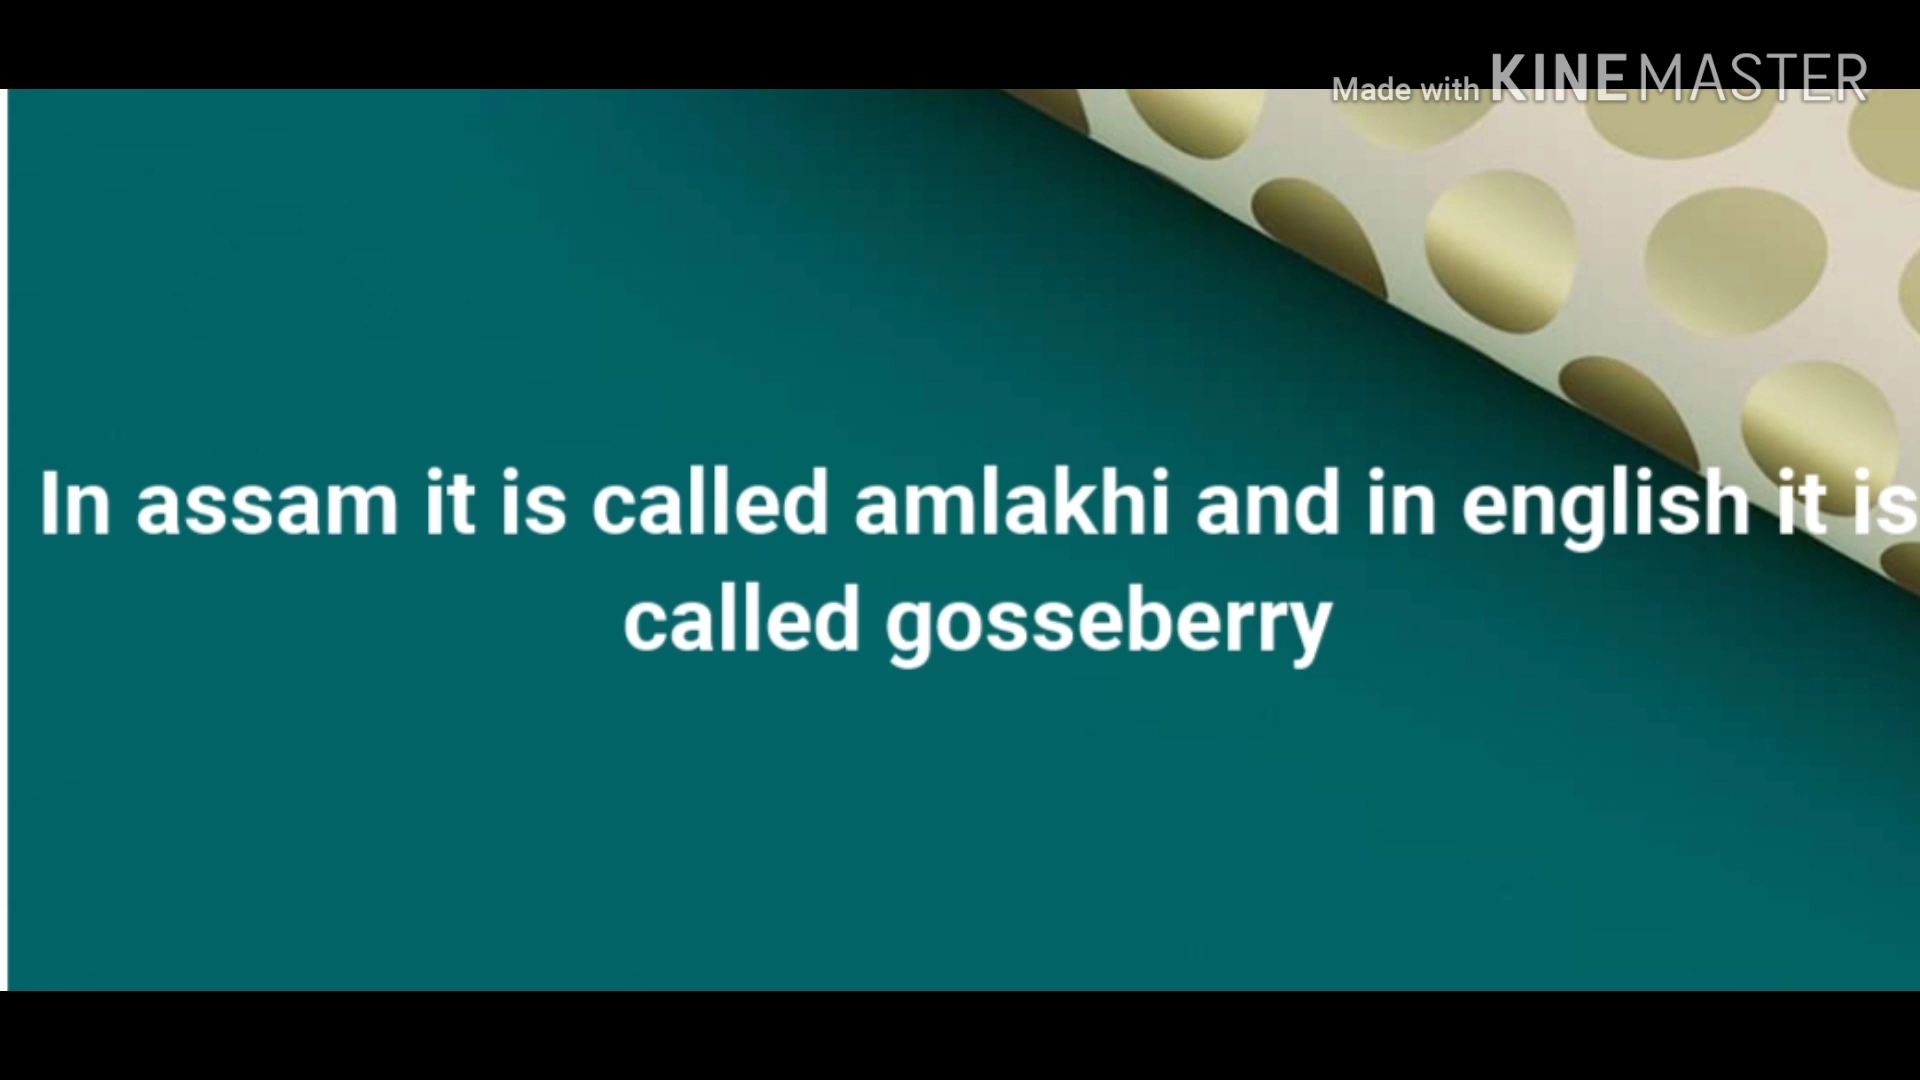 Made with KINEMASTER
In assam it is called amlakhi and in english it is
called gosseberry